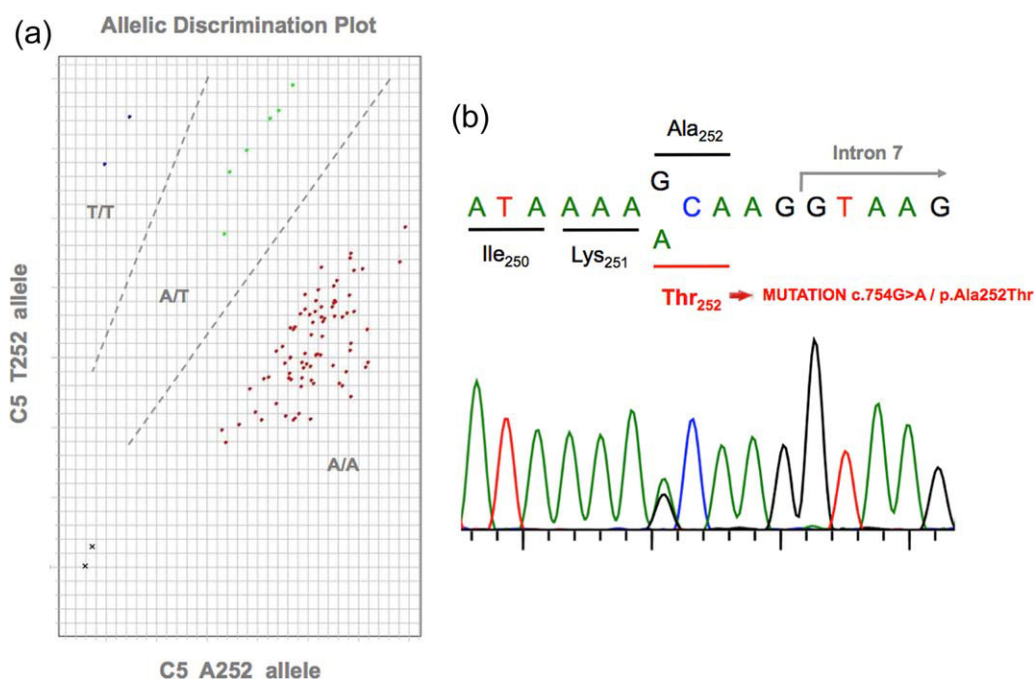 (a)
Allelic Discrimination Plot
T/T
A/T
A/A
C5 T252 allele
C5 A252 allele
(b)
Ala252
Intron 7
G
A T A A A A C A A G G T A A G
A
Ile250 Lys251
Thr252 MUTATION c.754G>A / p.Ala252Thr